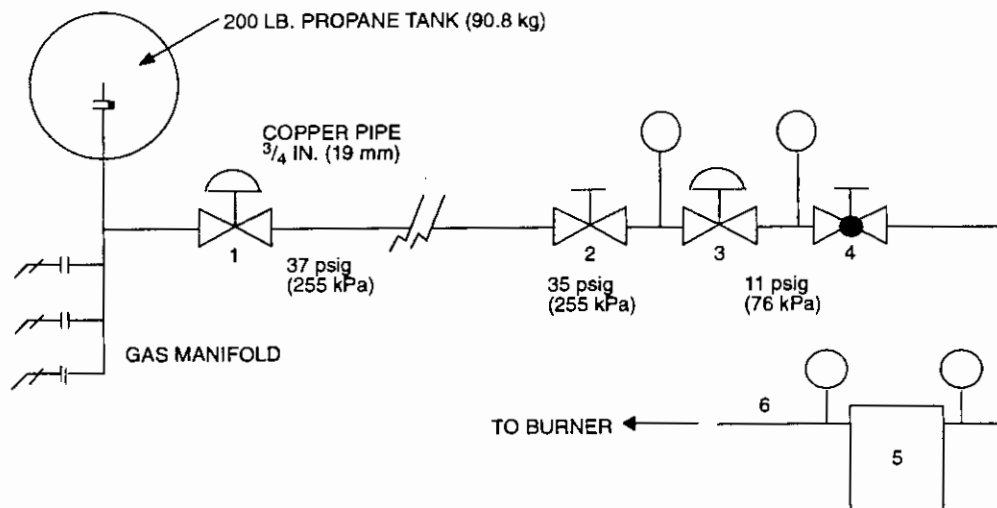 200 LB. PROPANE TANK (90.8 kg)
COPPER PIPE
3/4 IN. (19 mm)
1
2
3
4
37 psig
(255 kPa)
35 psig
(255 kPa)
11 psig
(76 kPa)
GAS MANIFOLD
6
TO BURNER
5